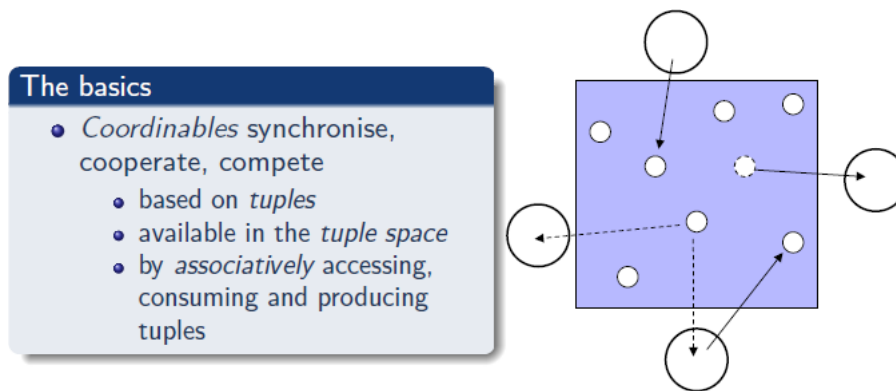 The basics
Coordinables synchronise,
cooperate, compete
based on tuples
available in the tuple space
by associatively accessing,
consuming and producing
tuples